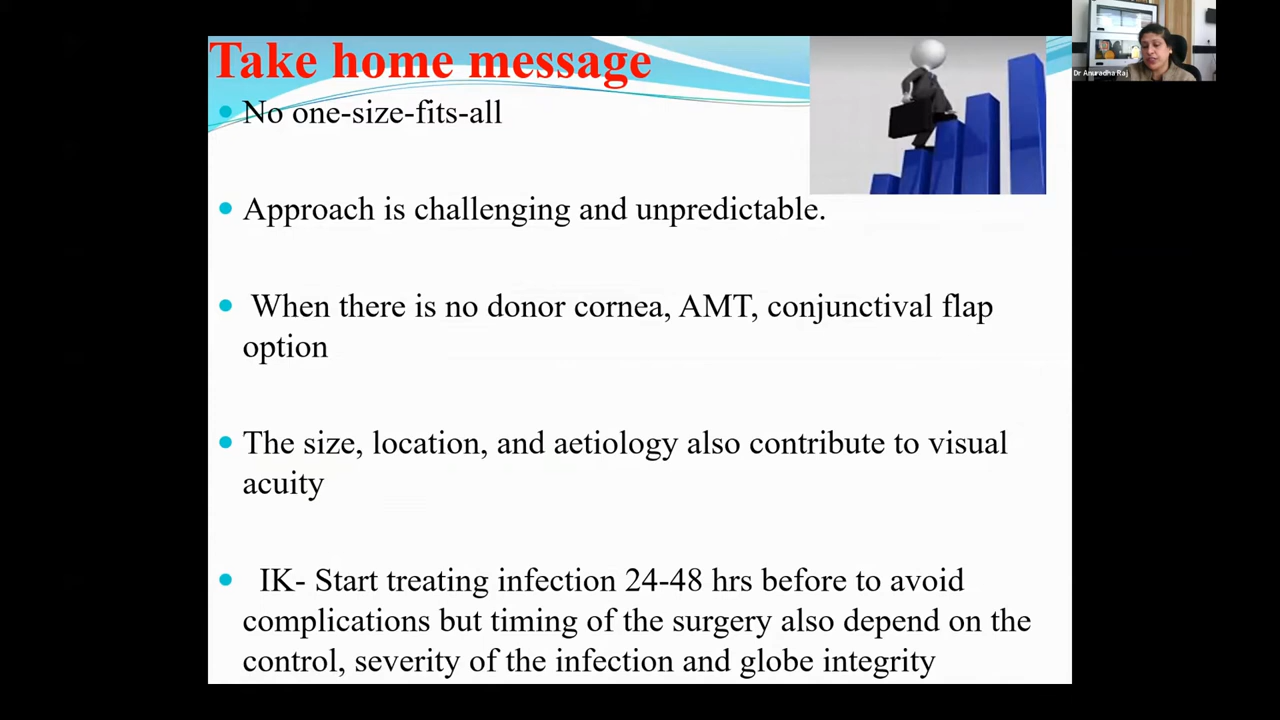 Take home message
No one-size-fits-all
Approach is challenging and unpredictable.
When there is no donor cornea, AMT, conjunctival flap
option
The size, location, and aetiology also contribute to visual
acuity
IK- Start treating infection 24-48 hrs before to avoid
complications but timing of the surgery also depend on the
control, severity of the infection and globe integrity
Dr Anuradha Raj